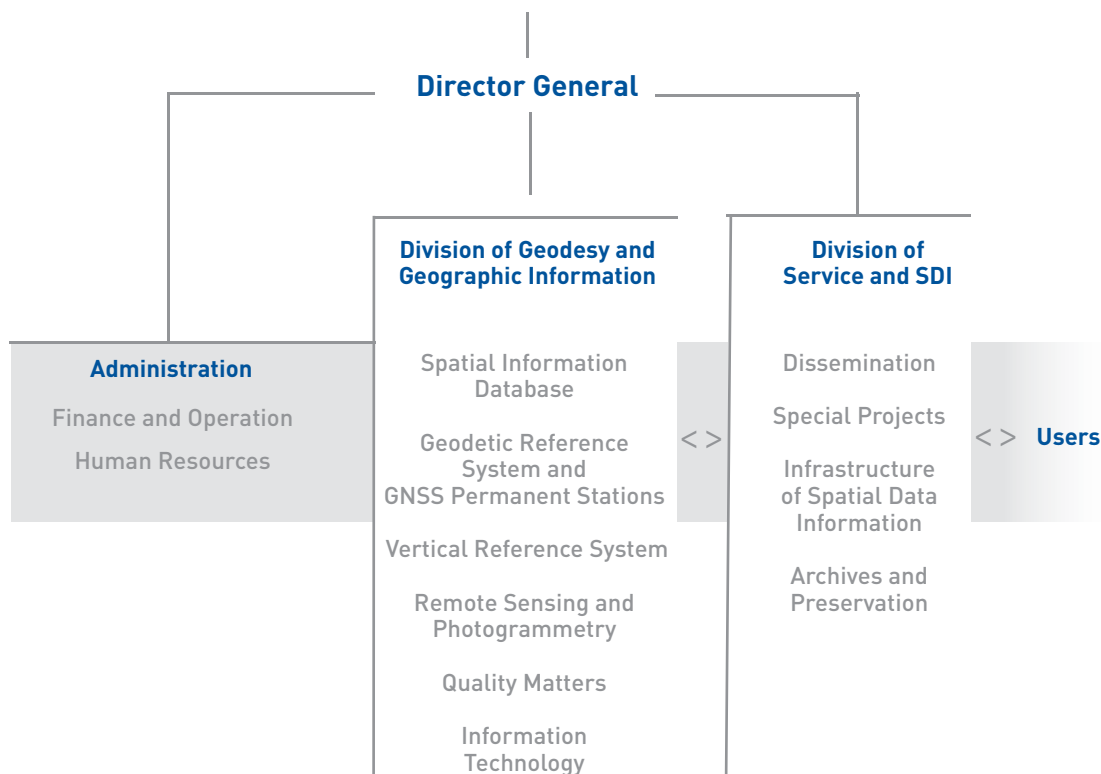 Director General
Administration
Finance and Operation
Human Resources
Division of Geodesy and
Geographic Information
Spatial Information
Database
Geodetic Reference
System and
GNSS Permanent Stations
Vertical Reference System
Remote Sensing and
Photogrammetry
Quality Matters
Information
Technology
< >
Division of
Service and SDI
Dissemination
Special Projects
Infrastructure
of Spatial Data
Information
Archives and
Preservation
< >
Users